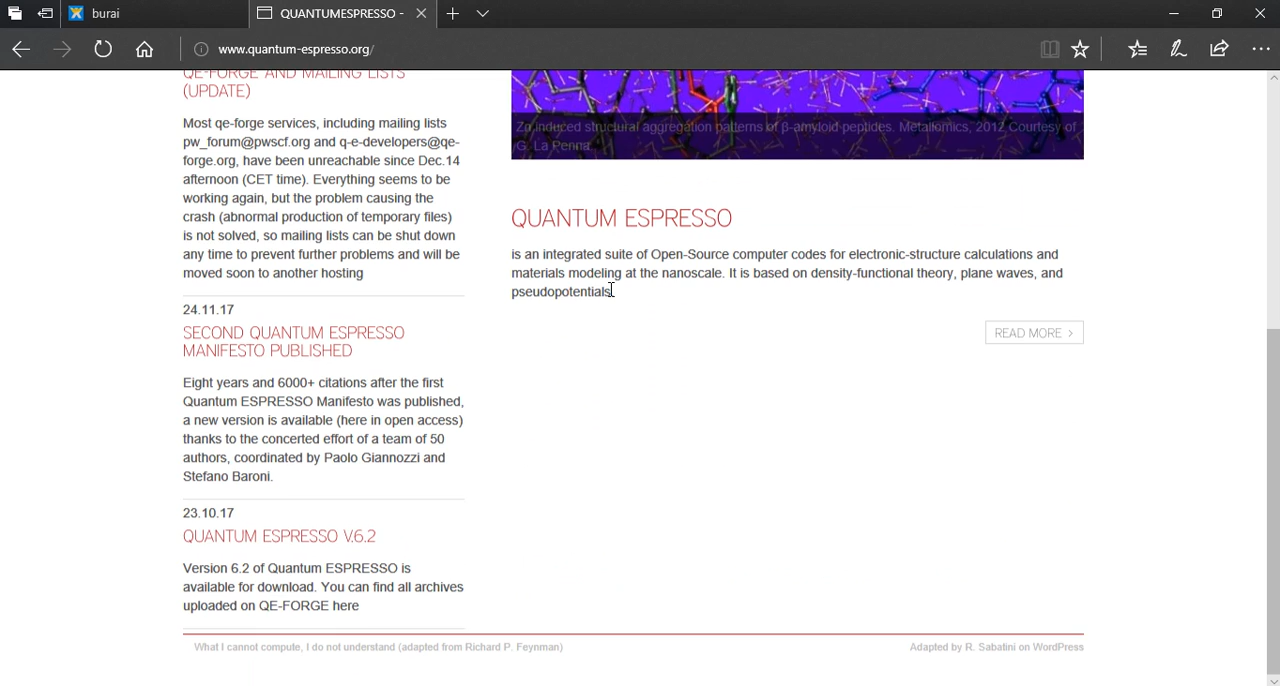 burai
QUANTUMESPRESSO -
www.quantum-espresso.org/
QE-FORGE AND MAILING LISTS
(UPDATE)
Most qe-forge services, including mailing lists
pw_forum@pwscf.org and q-e-developers@qe-
forge.org, have been unreachable since Dec.14
afternoon (CET time). Everything seems to be
working again, but the problem causing the
crash (abnormal production of temporary files)
is not solved, so mailing lists can be shut down
any time to prevent further problems and will be
moved soon to another hosting
24.11.17
SECOND QUANTUM ESPRESSO
MANIFESTO PUBLISHED
Eight years and 6000+ citations after the first
Quantum ESPRESSO Manifesto was published,
a new version is available (here in open access)
thanks to the concerted effort of a team of 50
authors, coordinated by Paolo Giannozzi and
Stefano Baroni.
23.10.17
QUANTUM ESPRESSO V.6.2
Version 6.2 of Quantum ESPRESSO is
available for download. You can find all archives
uploaded on QE-FORGE here
Zn induced structural aggregation patterns of β-amyloid peptides. Metallomics, 2012 Courtesy of
G. La Penna.
QUANTUM ESPRESSO
is an integrated suite of Open-Source computer codes for electronic-structure calculations and
materials modeling at the nanoscale. It is based on density-functional theory, plane waves, and
pseudopotentials.
READ MORE >
What I cannot compute, I do not understand (adapted from Richard P. Feynman)
Adapted by R. Sabatini on WordPress